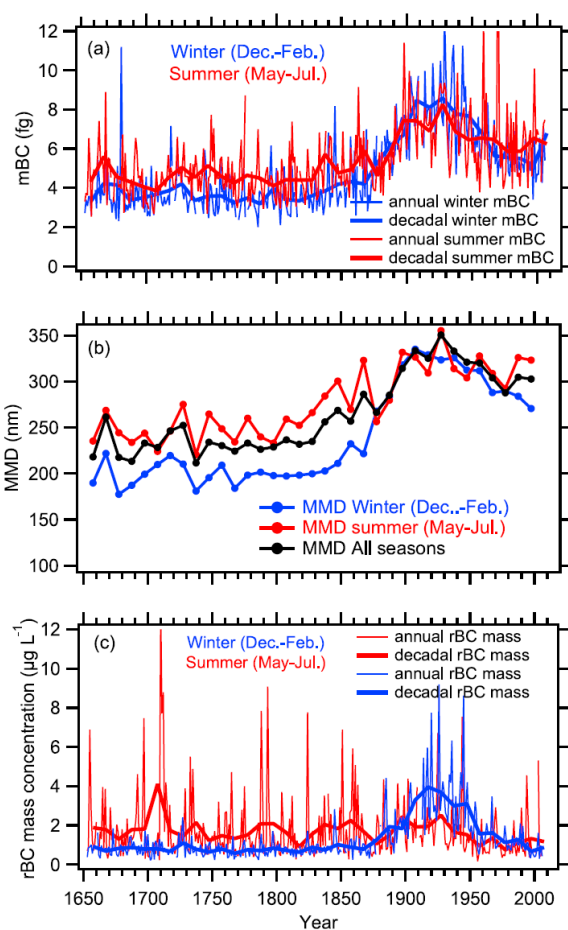 12
10
8
6
4
2
0
mBC (fg)
(a)
Winter (Dec.-Feb.)
Summer (May-Jul.)
annual winter mBC
decadal winter mBC
annual summer mBC
decadal summer mBC
350
300
250
200
150
100
MMD (nm)
(b)
MMD Winter (Dec..-Feb.)
MMD summer (May-Jul.)
MMD All seasons
12
10
8
6
4
2
0
rBC mass concentration (µg L⁻¹)
(c)
Winter (Dec.-Feb.)
Summer (May-Jul.)
annual rBC mass
decadal rBC mass
annual rBC mass
decadal rBC mass
1650 1700 1750 1800 1850 1900 1950 2000
Year